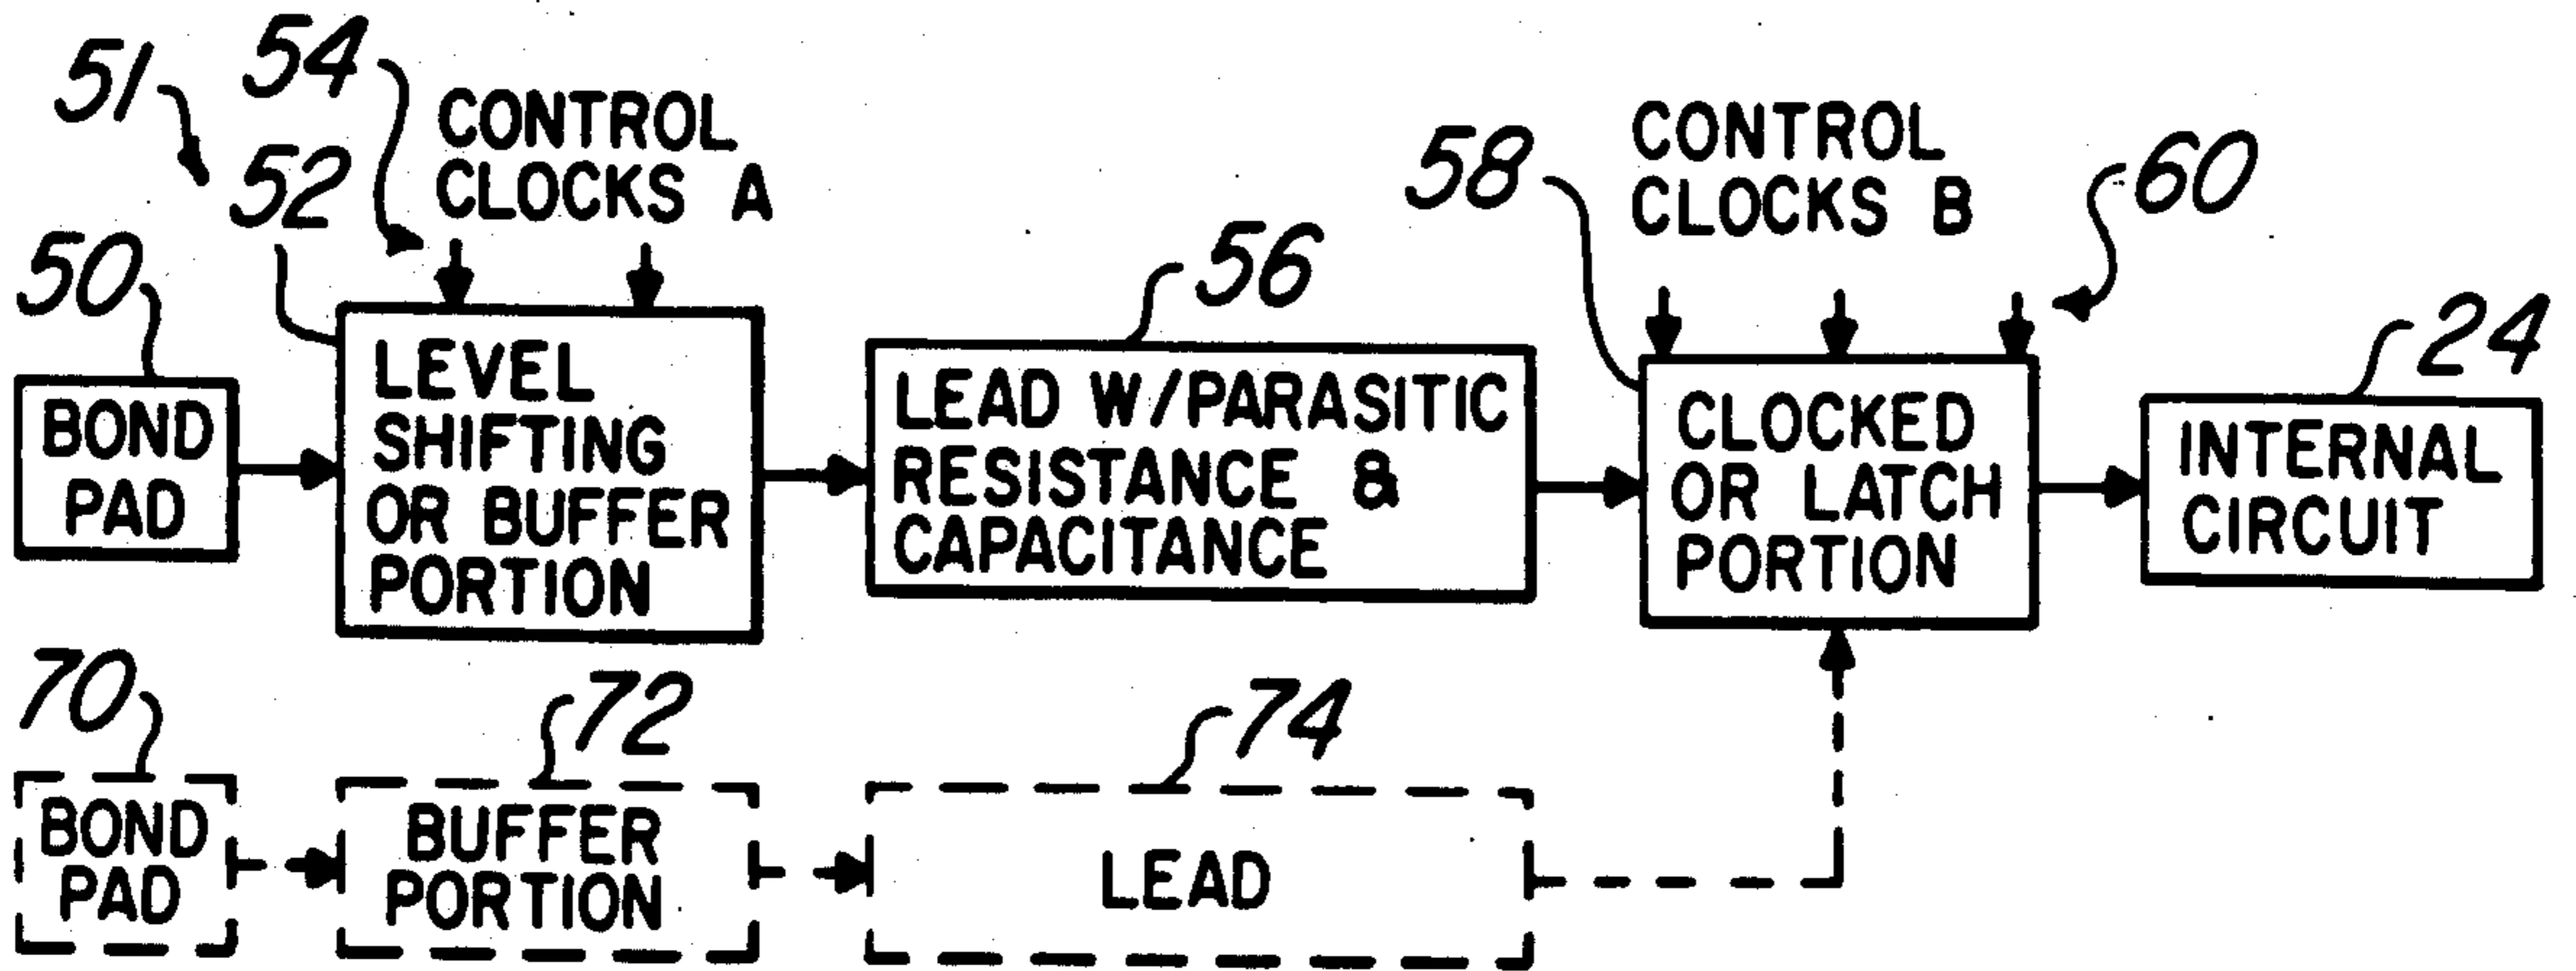 51
54
CONTROL
CLOCKS A
52
50
BOND
PAD
LEVEL
SHIFTING
OR BUFFER
PORTION
56
LEAD W/PARASITIC
RESISTANCE &
CAPACITANCE
58
CONTROL
CLOCKS B
60
CLOCKED
OR LATCH
PORTION
24
INTERNAL
CIRCUIT
70
BOND
PAD
72
BUFFER
PORTION
74
LEAD